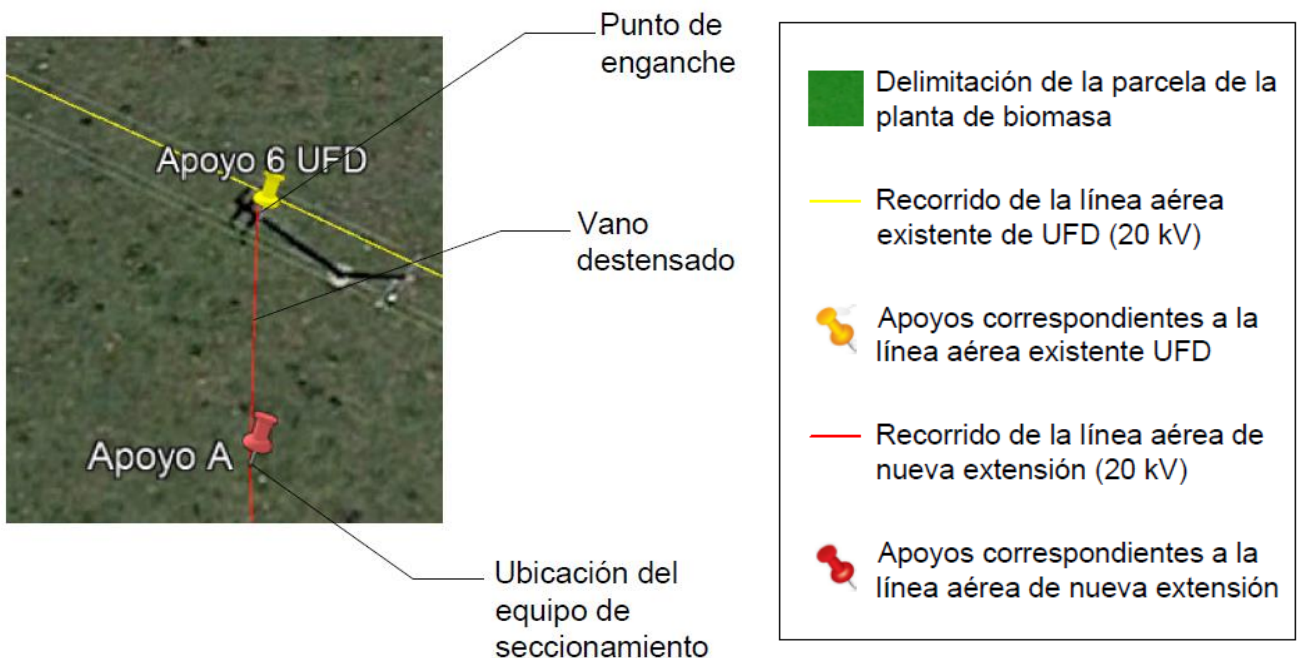 Punto de
enganche
Apoyo 6 UFD
Vano
destensado
Apoyo A
Ubicación del
equipo de
seccionamiento
Delimitación de la parcela de la
planta de biomasa
Recorrido de la línea aérea
existente de UFD (20 kV)
Apoyos correspondientes a la
línea aérea existente UFD
Recorrido de la línea aérea de
nueva extensión (20 kV)
Apoyos correspondientes a la
línea aérea de nueva extensión